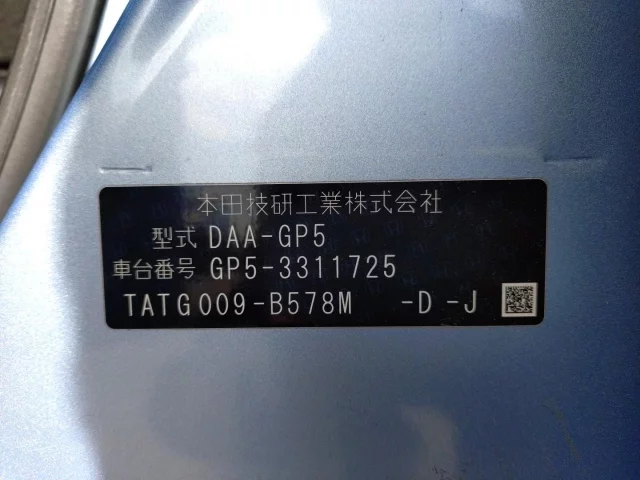 本田技研工業株式会社
型式 DAA-GP5
車台番号 GP5-3311725
TATG009-B578M -D -J